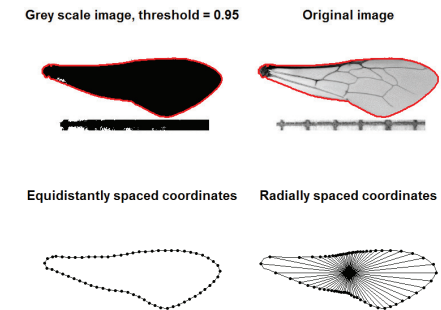 Grey scale image, threshold = 0.95
Original image
Equidistantly spaced coordinates
Radially spaced coordinates